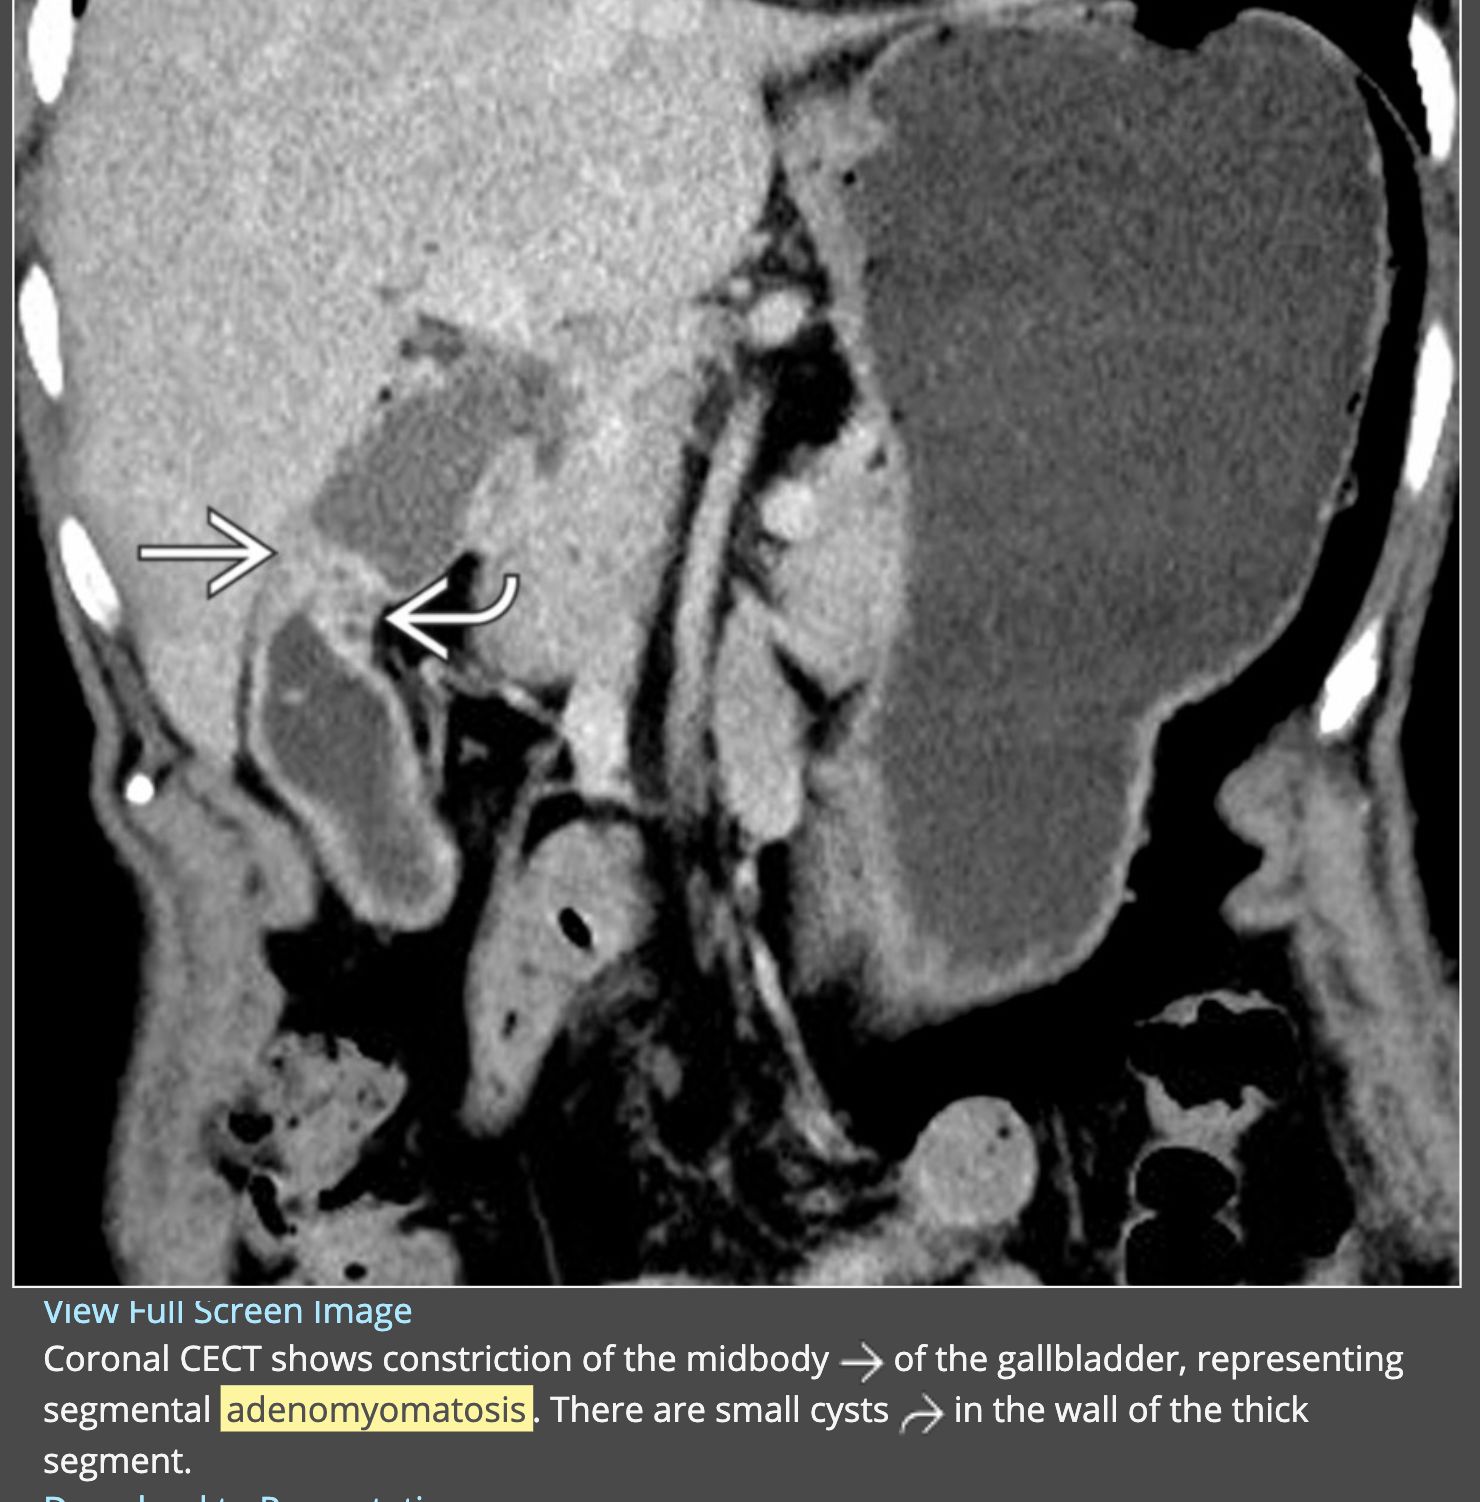 View Full Screen Image
Coronal CECT shows constriction of the midbody → of the gallbladder, representing
segmental adenomyomatosis. There are small cysts ↷ in the wall of the thick
segment.